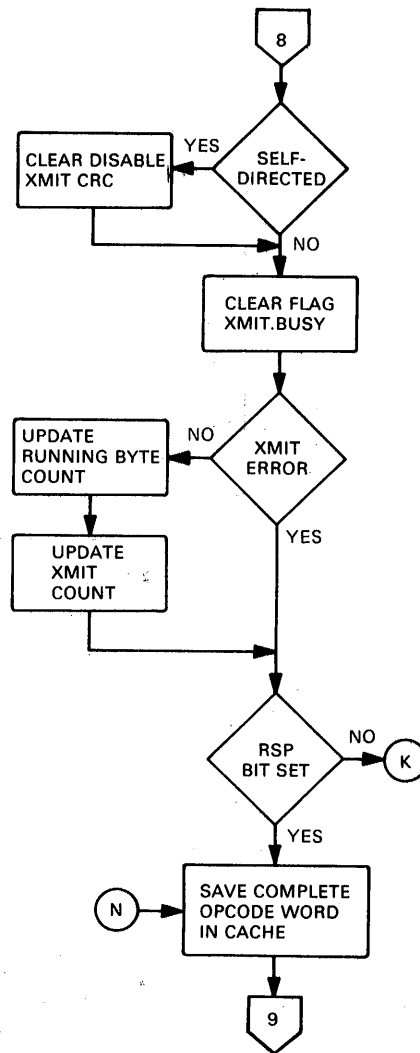 8
SELF-
DIRECTED
YES
CLEAR DISABLE
XMIT CRC
NO
CLEAR FLAG
XMIT.BUSY
XMIT
ERROR
NO
UPDATE
RUNNING BYTE
COUNT
YES
UPDATE
XMIT
COUNT
RSP
BIT SET
NO
K
YES
N
SAVE COMPLETE
OPCODE WORD
IN CACHE
9